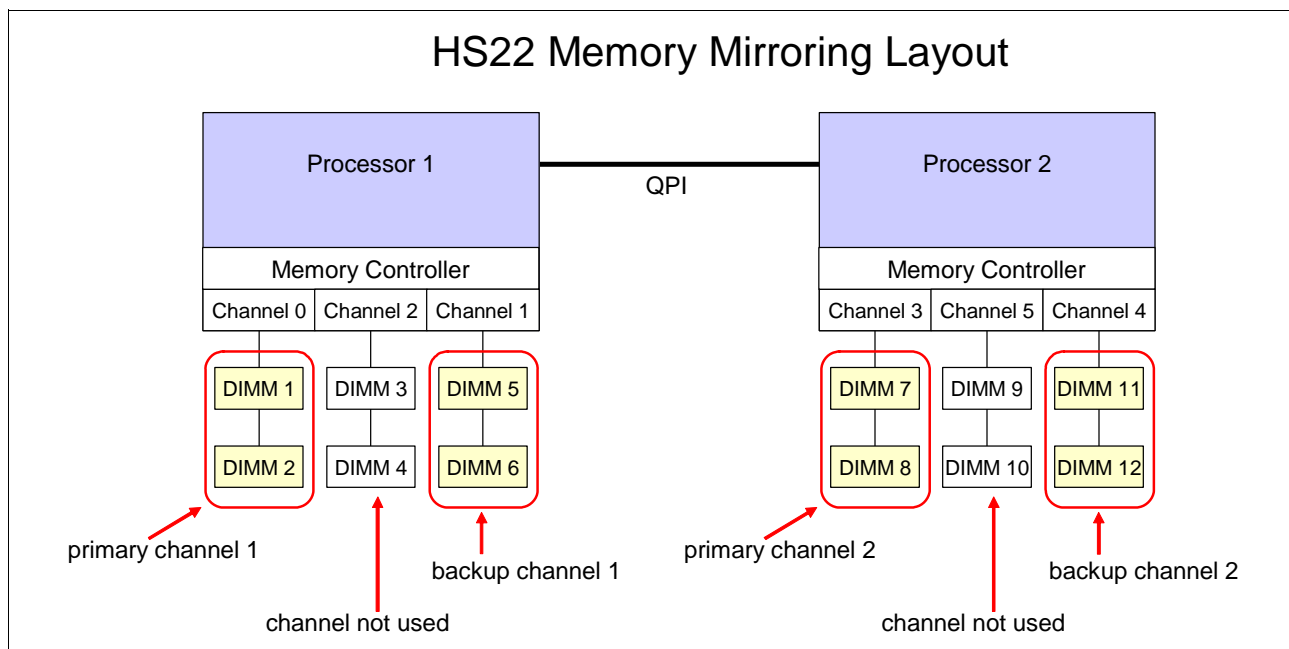 HS22 Memory Mirroring Layout
Processor 1
Processor 2
QPI
Memory Controller
Memory Controller
Channel 0
Channel 2
Channel 1
Channel 3
Channel 5
Channel 4
DIMM 1
DIMM 3
DIMM 5
DIMM 7
DIMM 9
DIMM 11
DIMM 2
DIMM 4
DIMM 6
DIMM 8
DIMM 10
DIMM 12
primary channel 1
backup channel 1
primary channel 2
backup channel 2
channel not used
channel not used